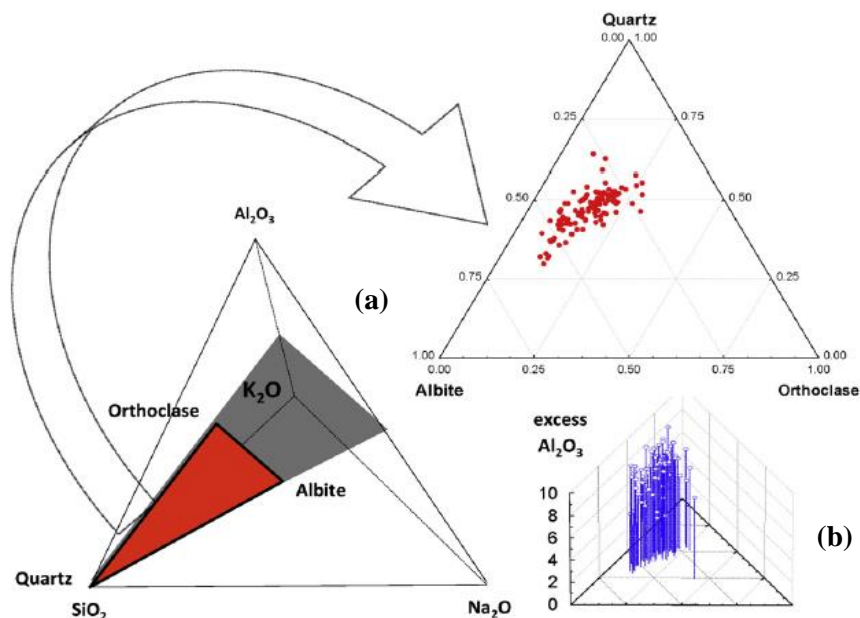 Quartz
0.00 1.00
0.25 0.75
0.50 0.50
0.75 0.25
1.00 0.00
0.00 0.25 0.50 0.75 1.00
Albite Orthoclase
(a)
Al₂O₃
K₂O
Orthoclase
Albite
Quartz
SiO₂
Na₂O
excess
Al₂O₃
10
8
6
4
2
0
(b)